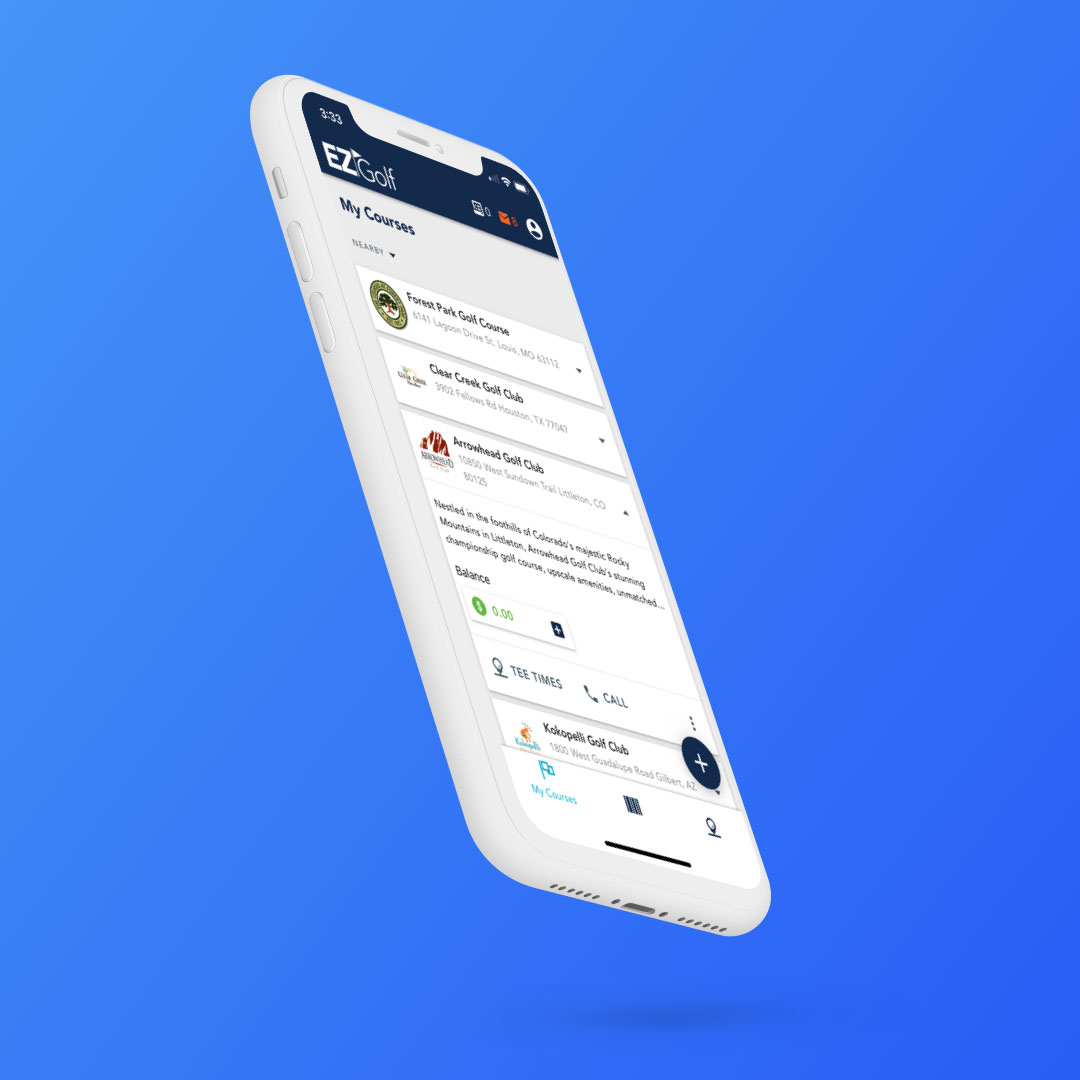 3:33
EZ Golf
0
8
My Courses
NEARBY
Forest Park Golf Course
6141 Lagoon Drive St. Louis, MO 63112
Clear Creek Golf Club
3902 Fellows Rd Houston, TX 77047
ARROWHEAD
Arrowhead Golf Club
10850 West Sundown Trail Littleton, CO
80125
Nestled in the foothills of Colorado's majestic Rocky
Mountains in Littleton, Arrowhead Golf Club's stunning
championship golf course, upscale amenities, unmatched...
Balance
$ 0.00
TEE TIMES
CALL
Kokopelli
Kokopelli Golf Club
1800 West Guadalupe Road Gilbert, AZ
My Courses